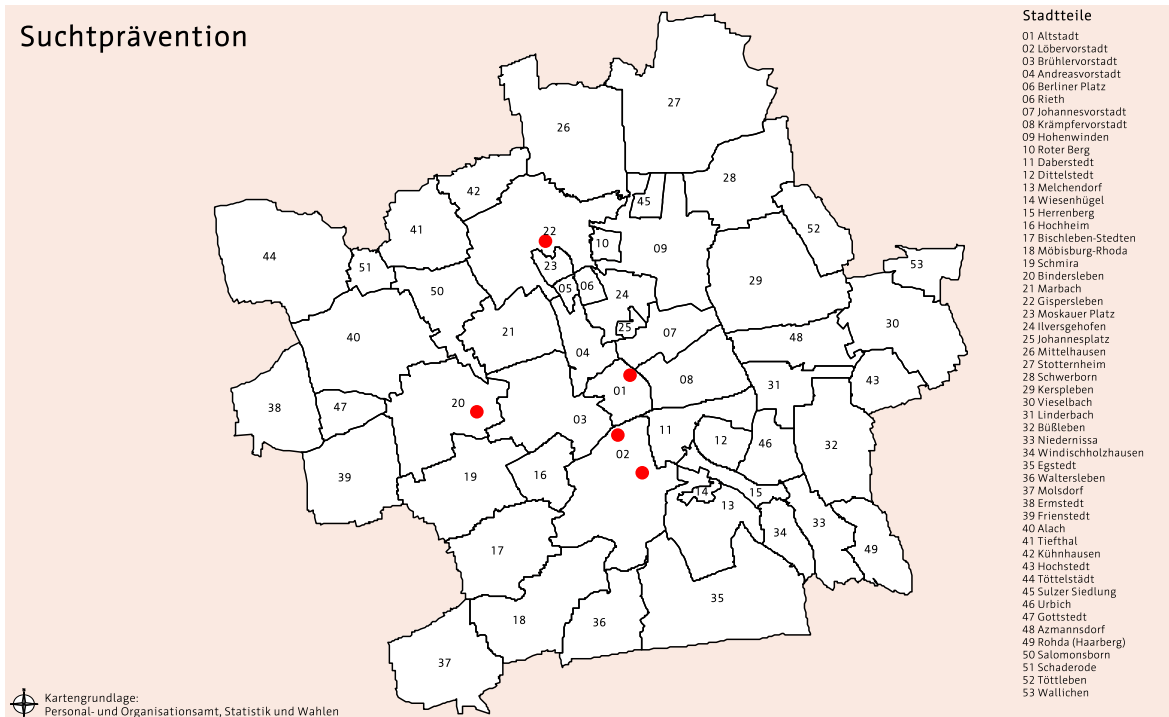 Suchtprävention
Stadtteile
01 Altstadt
02 Löbervorstadt
03 Brühlervorstadt
04 Andreasvorstadt
06 Berliner Platz
06 Rieth
07 Johannesvorstadt
08 Krämpfervorstadt
09 Hohenwinden
10 Roter Berg
11 Daberstedt
12 Dittelstedt
13 Melchendorf
14 Wiesenhügel
15 Herrenberg
16 Hochheim
17 Bischleben-Stedten
18 Möbisburg-Rhoda
19 Schmira
20 Bindersleben
21 Marbach
22 Gispersleben
23 Moskauer Platz
24 Ilversgehofen
25 Johannesplatz
26 Mittelhausen
27 Stotternheim
28 Schwerborn
29 Kerspleben
30 Vieselbach
31 Linderbach
32 Büßleben
33 Niedernissa
34 Windischholzhausen
35 Egstedt
36 Waltersleben
37 Molsdorf
38 Ermstedt
39 Frienstedt
40 Alach
41 Tiefthal
42 Kühnhausen
43 Hochstedt
44 Töttelstädt
45 Sulzer Siedlung
46 Urbich
47 Gottstedt
48 Azmannsdorf
49 Rohda (Haarberg)
50 Salomonsborn
51 Schaderode
52 Töttleben
53 Wallichen
27
26
28
42
45
41
22
52
10
09
44
51
23
53
29
50
05
06
24
30
25
21
07
40
48
04
43
08
31
01
20
47
38
03
11
12
46
32
02
39
19
16
14
15
13
33
34
17
49
35
18
36
37
Kartengrundlage:
Personal- und Organisationsamt, Statistik und Wahlen